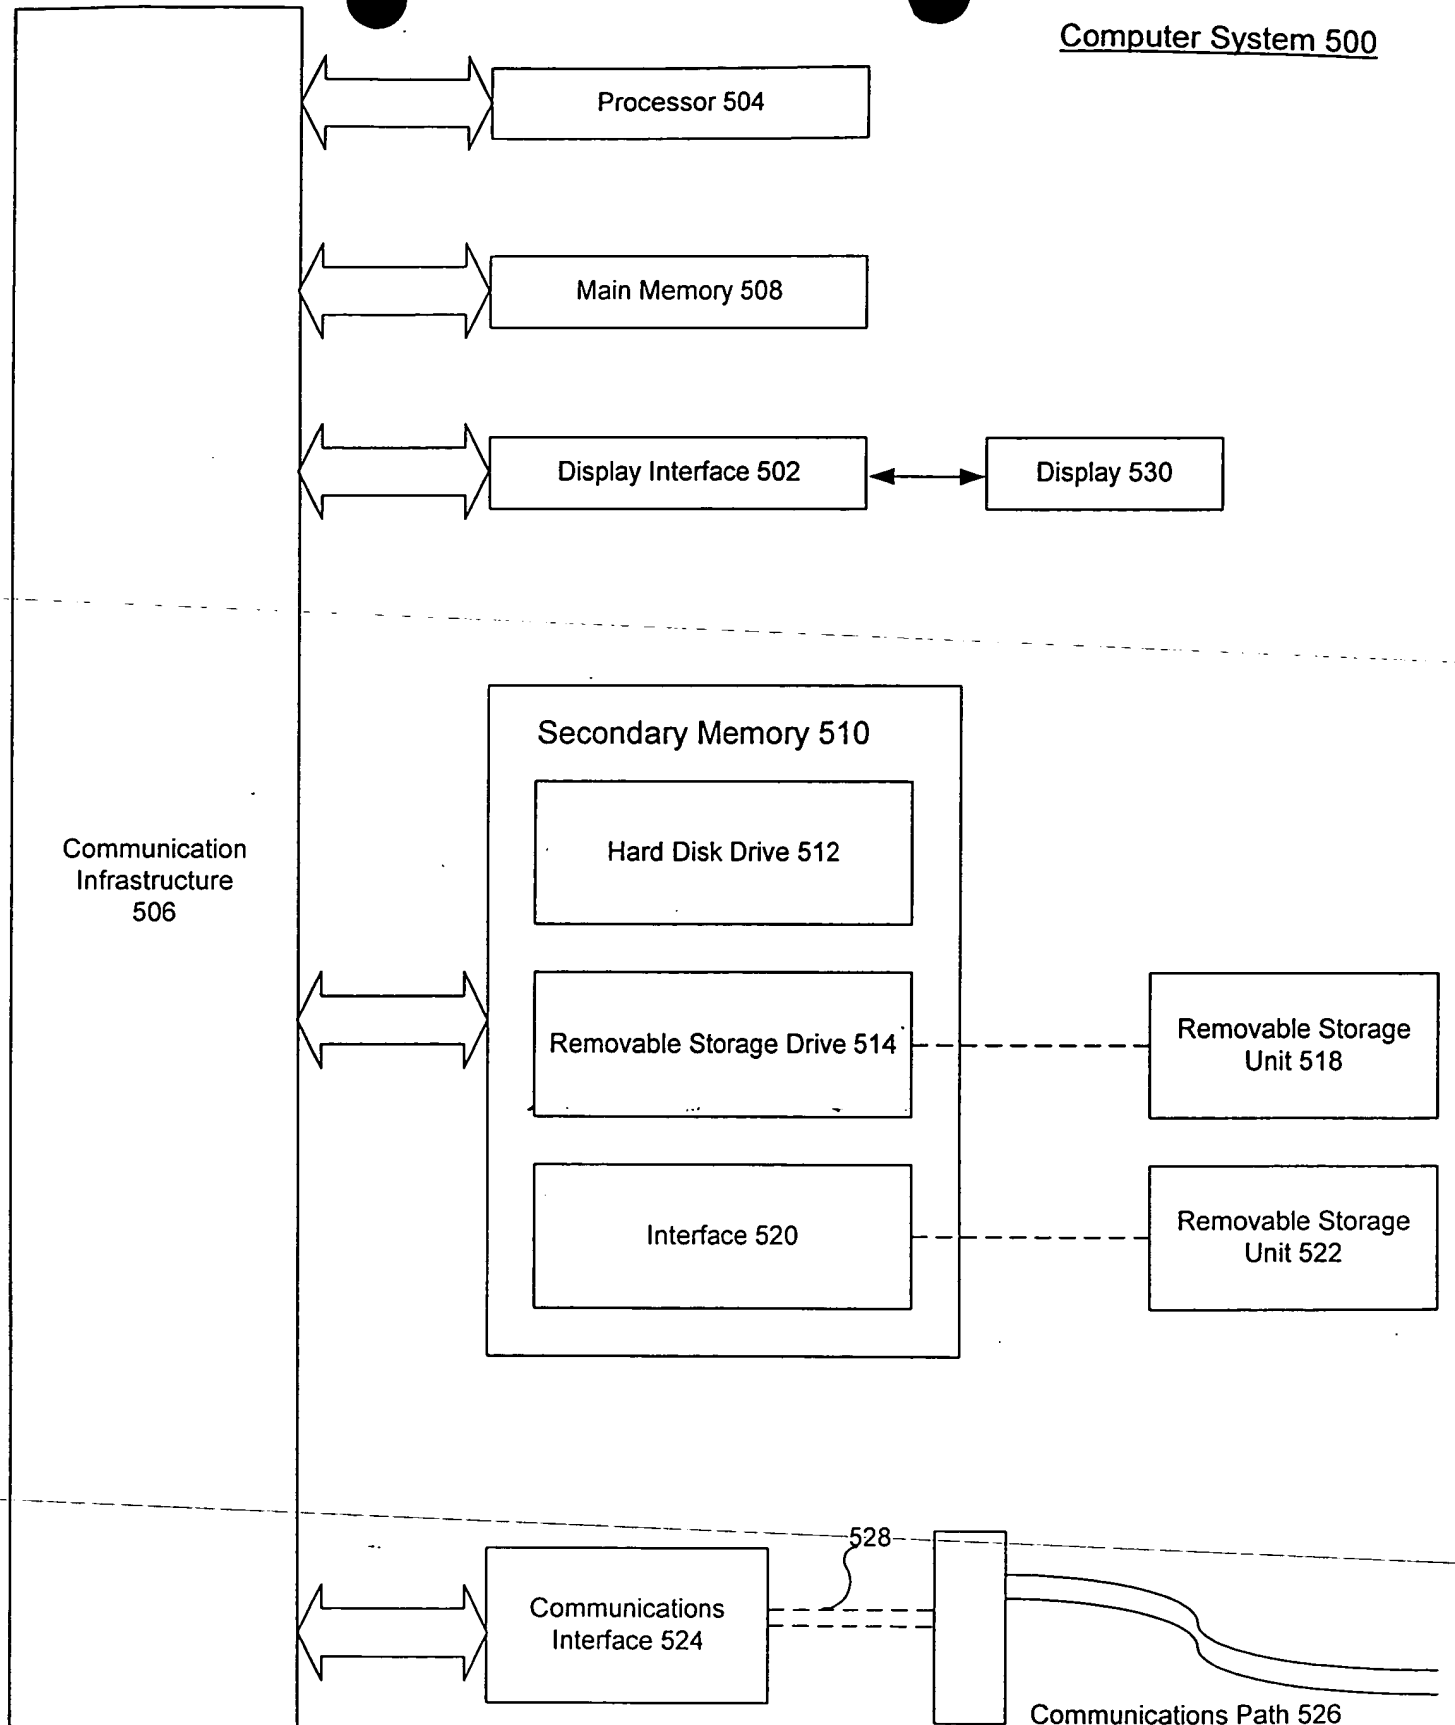 Computer System 500
Processor 504
Main Memory 508
Display Interface 502
Display 530
Secondary Memory 510
Hard Disk Drive 512
Communication
Infrastructure
506
Removable Storage Drive 514
Removable Storage
Unit 518
Interface 520
Removable Storage
Unit 522
528
Communications
Interface 524
Communications Path 526